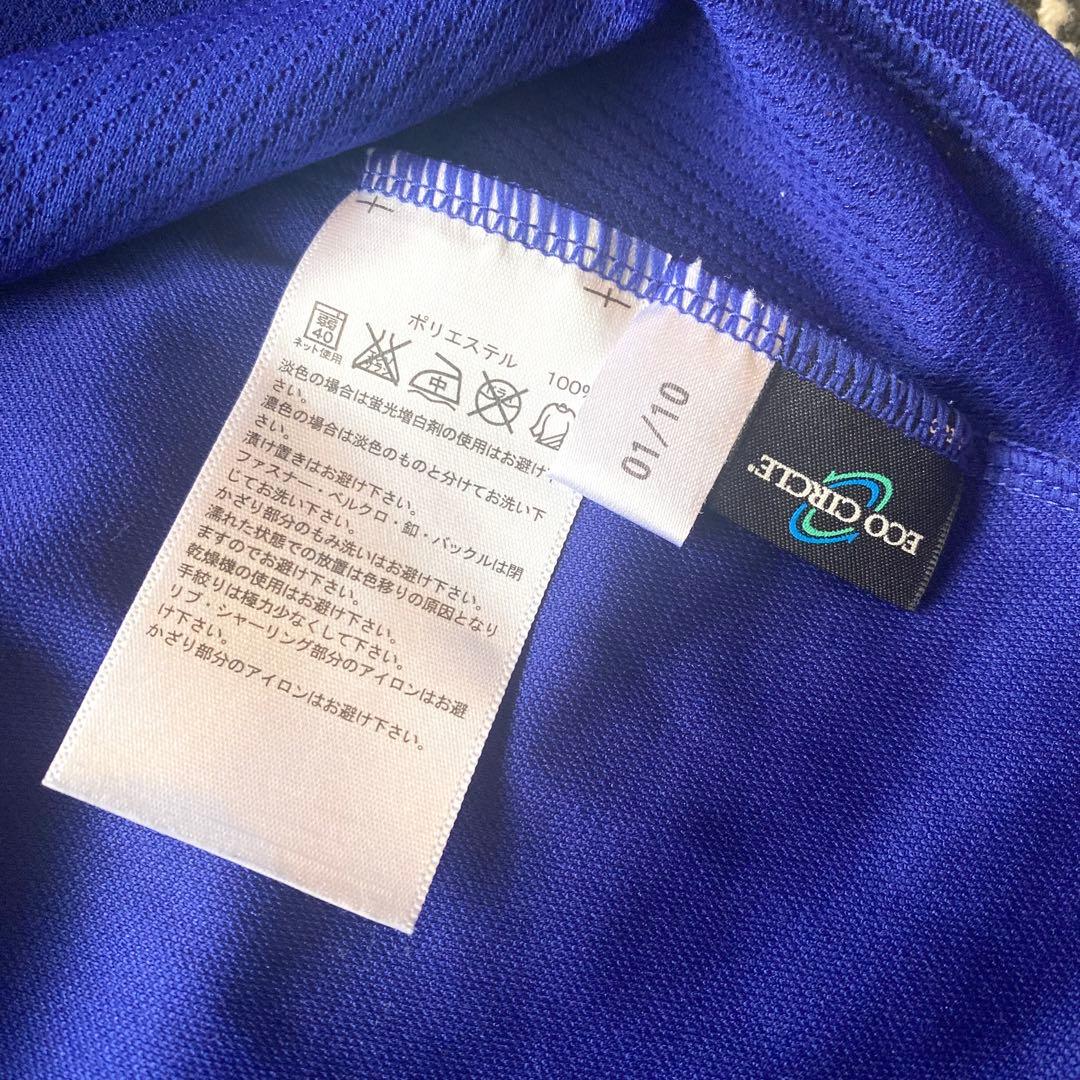 ポリエステル 100%
弱
40
ネット使用
中
淡色の場合は蛍光増白剤の使用はお避け下
さい。
濃色の場合は淡色のものと分けてお洗い下
さい。
漬け置きはお避け下さい。
ファスナー・ベルクロ・釦・バックルは閉
じてお洗い下さい。
かざり部分のもみ洗いはお避け下さい。
濡れた状態での放置は色移りの原因となり
ますのでお避け下さい。
乾燥機の使用はお避け下さい。
手絞りは極力少なくして下さい。
リブ・シャーリング部分のアイロンはお避
け下さい。
かざり部分のアイロンはお避け下さい。
01/10
ECO CIRCLE®